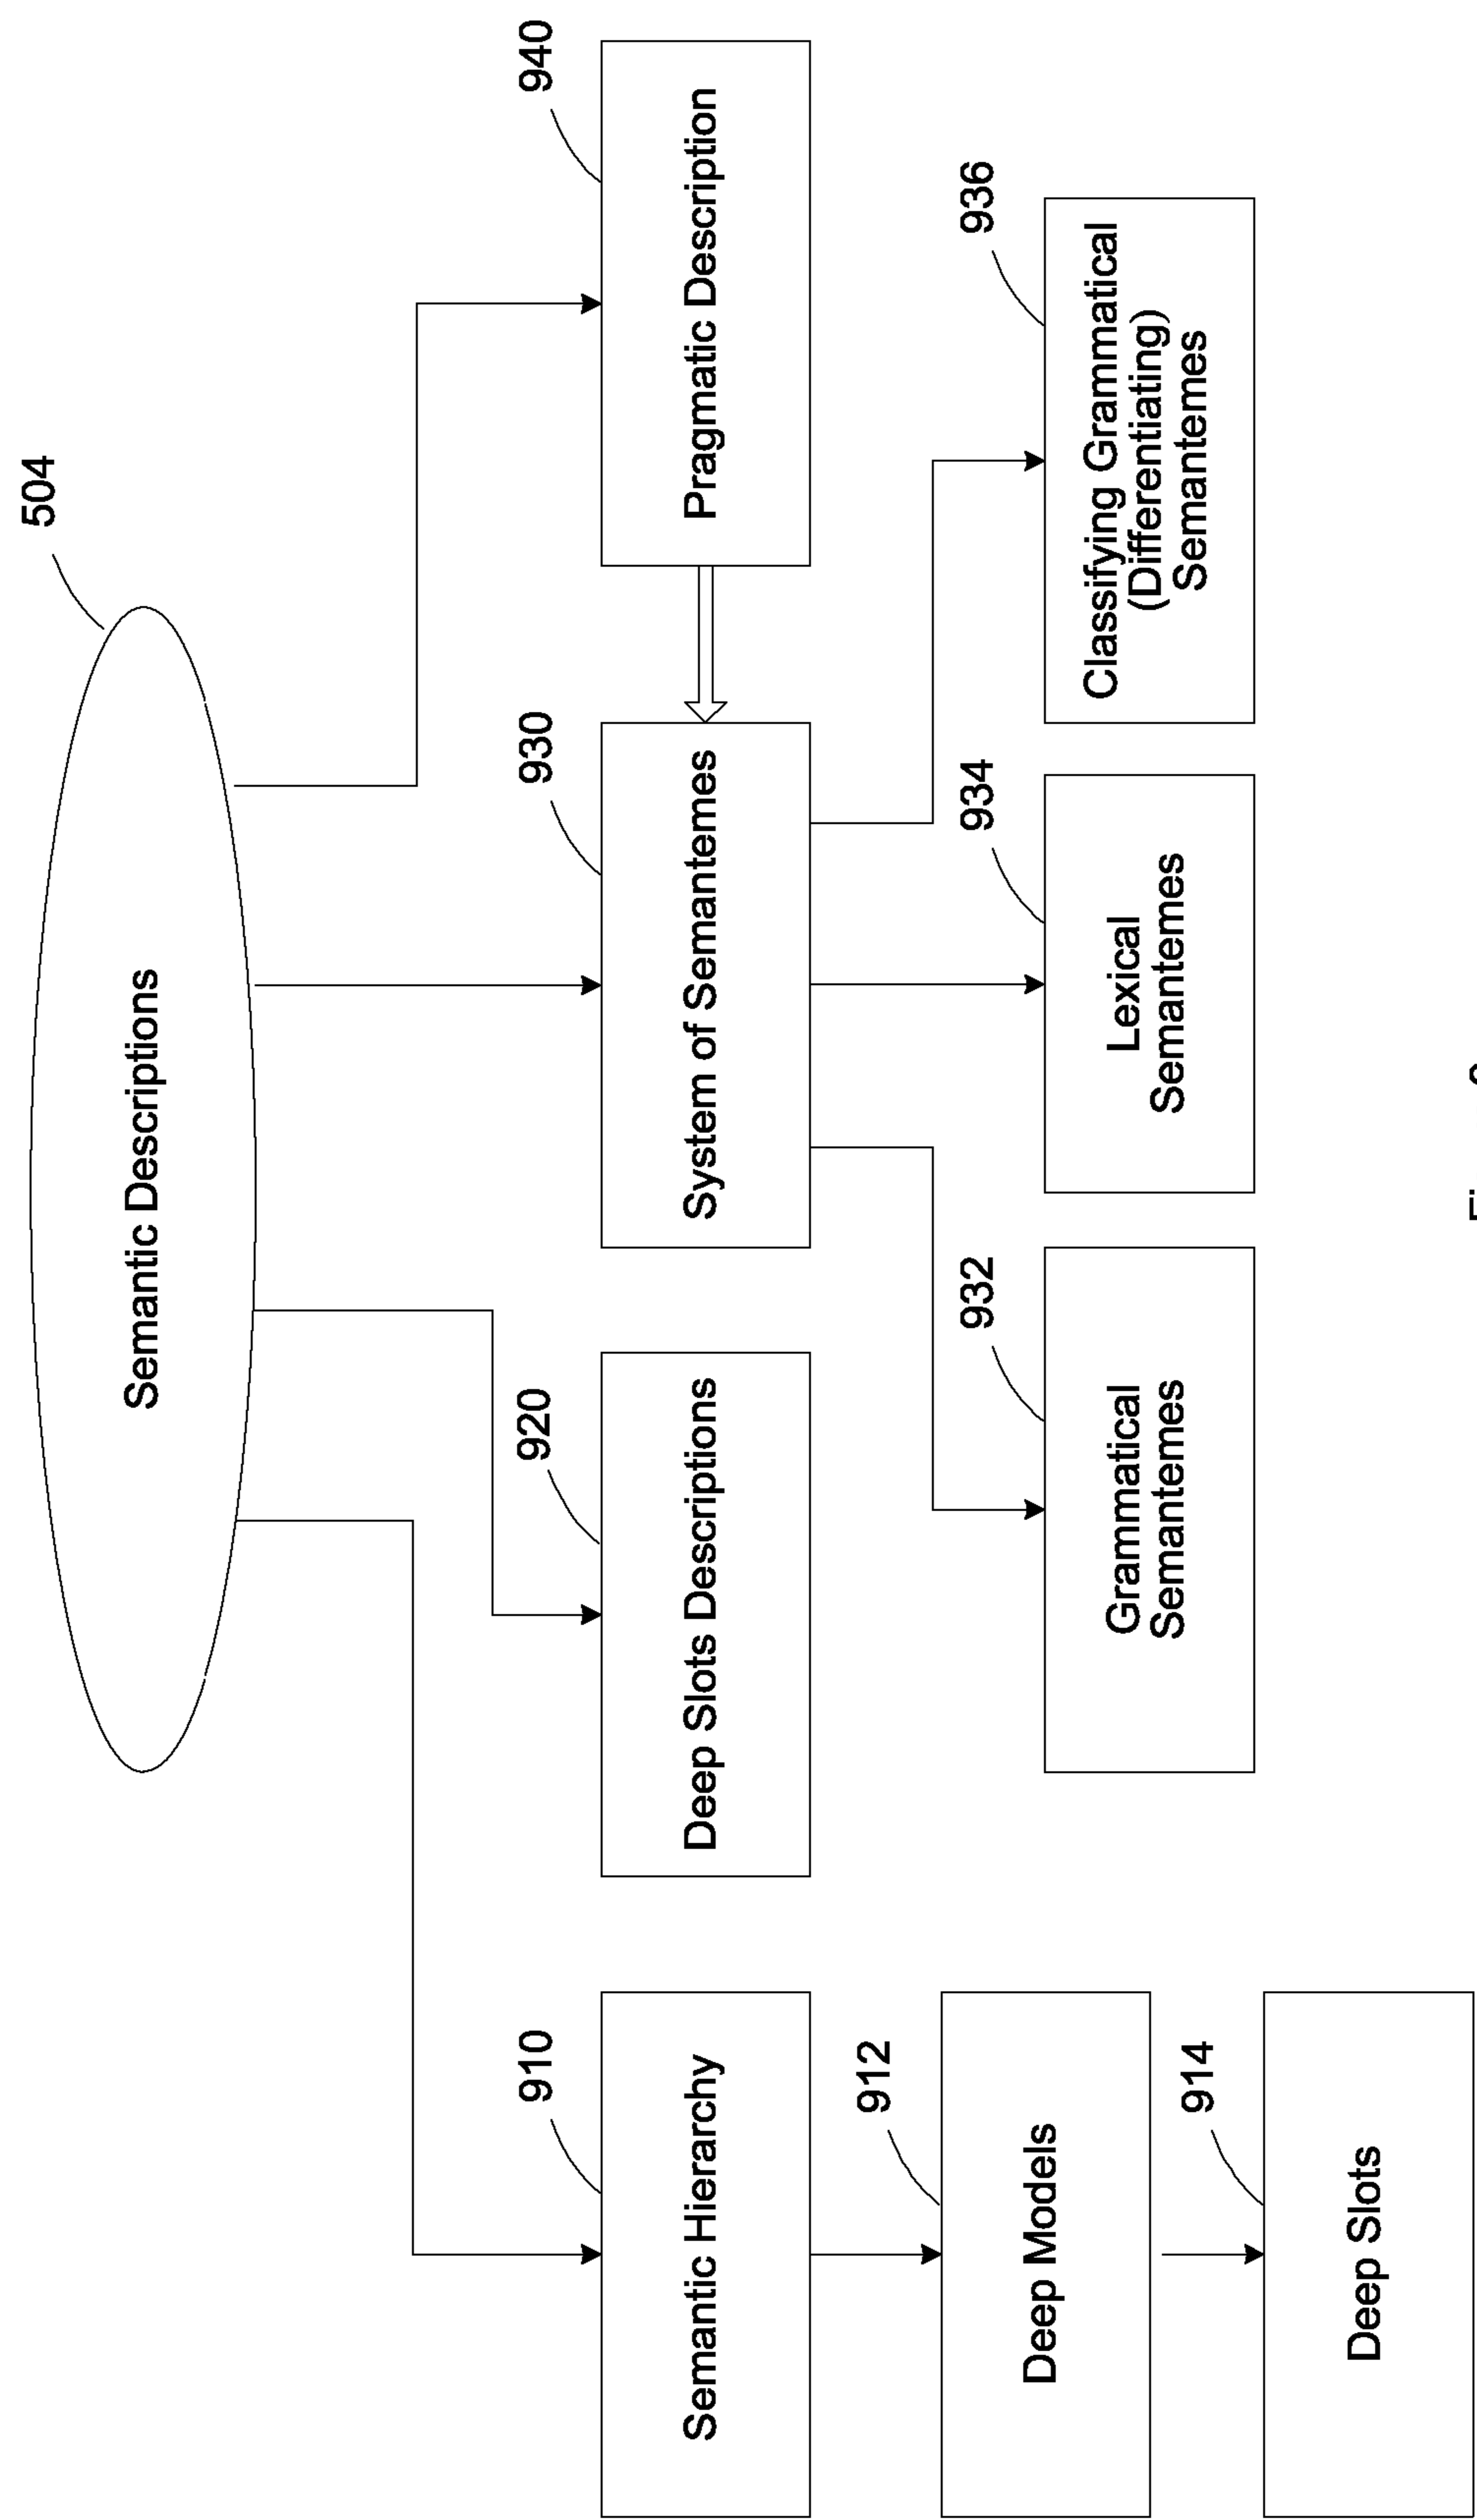 504
Semantic Descriptions
910
920
930
940
Semantic Hierarchy
Deep Slots Descriptions
System of Semantemes
Pragmatic Description
912
932
934
936
Deep Models
Grammatical
Semantemes
Lexical
Semantemes
Classifying Grammatical
(Differentiating)
Semantemes
914
Deep Slots